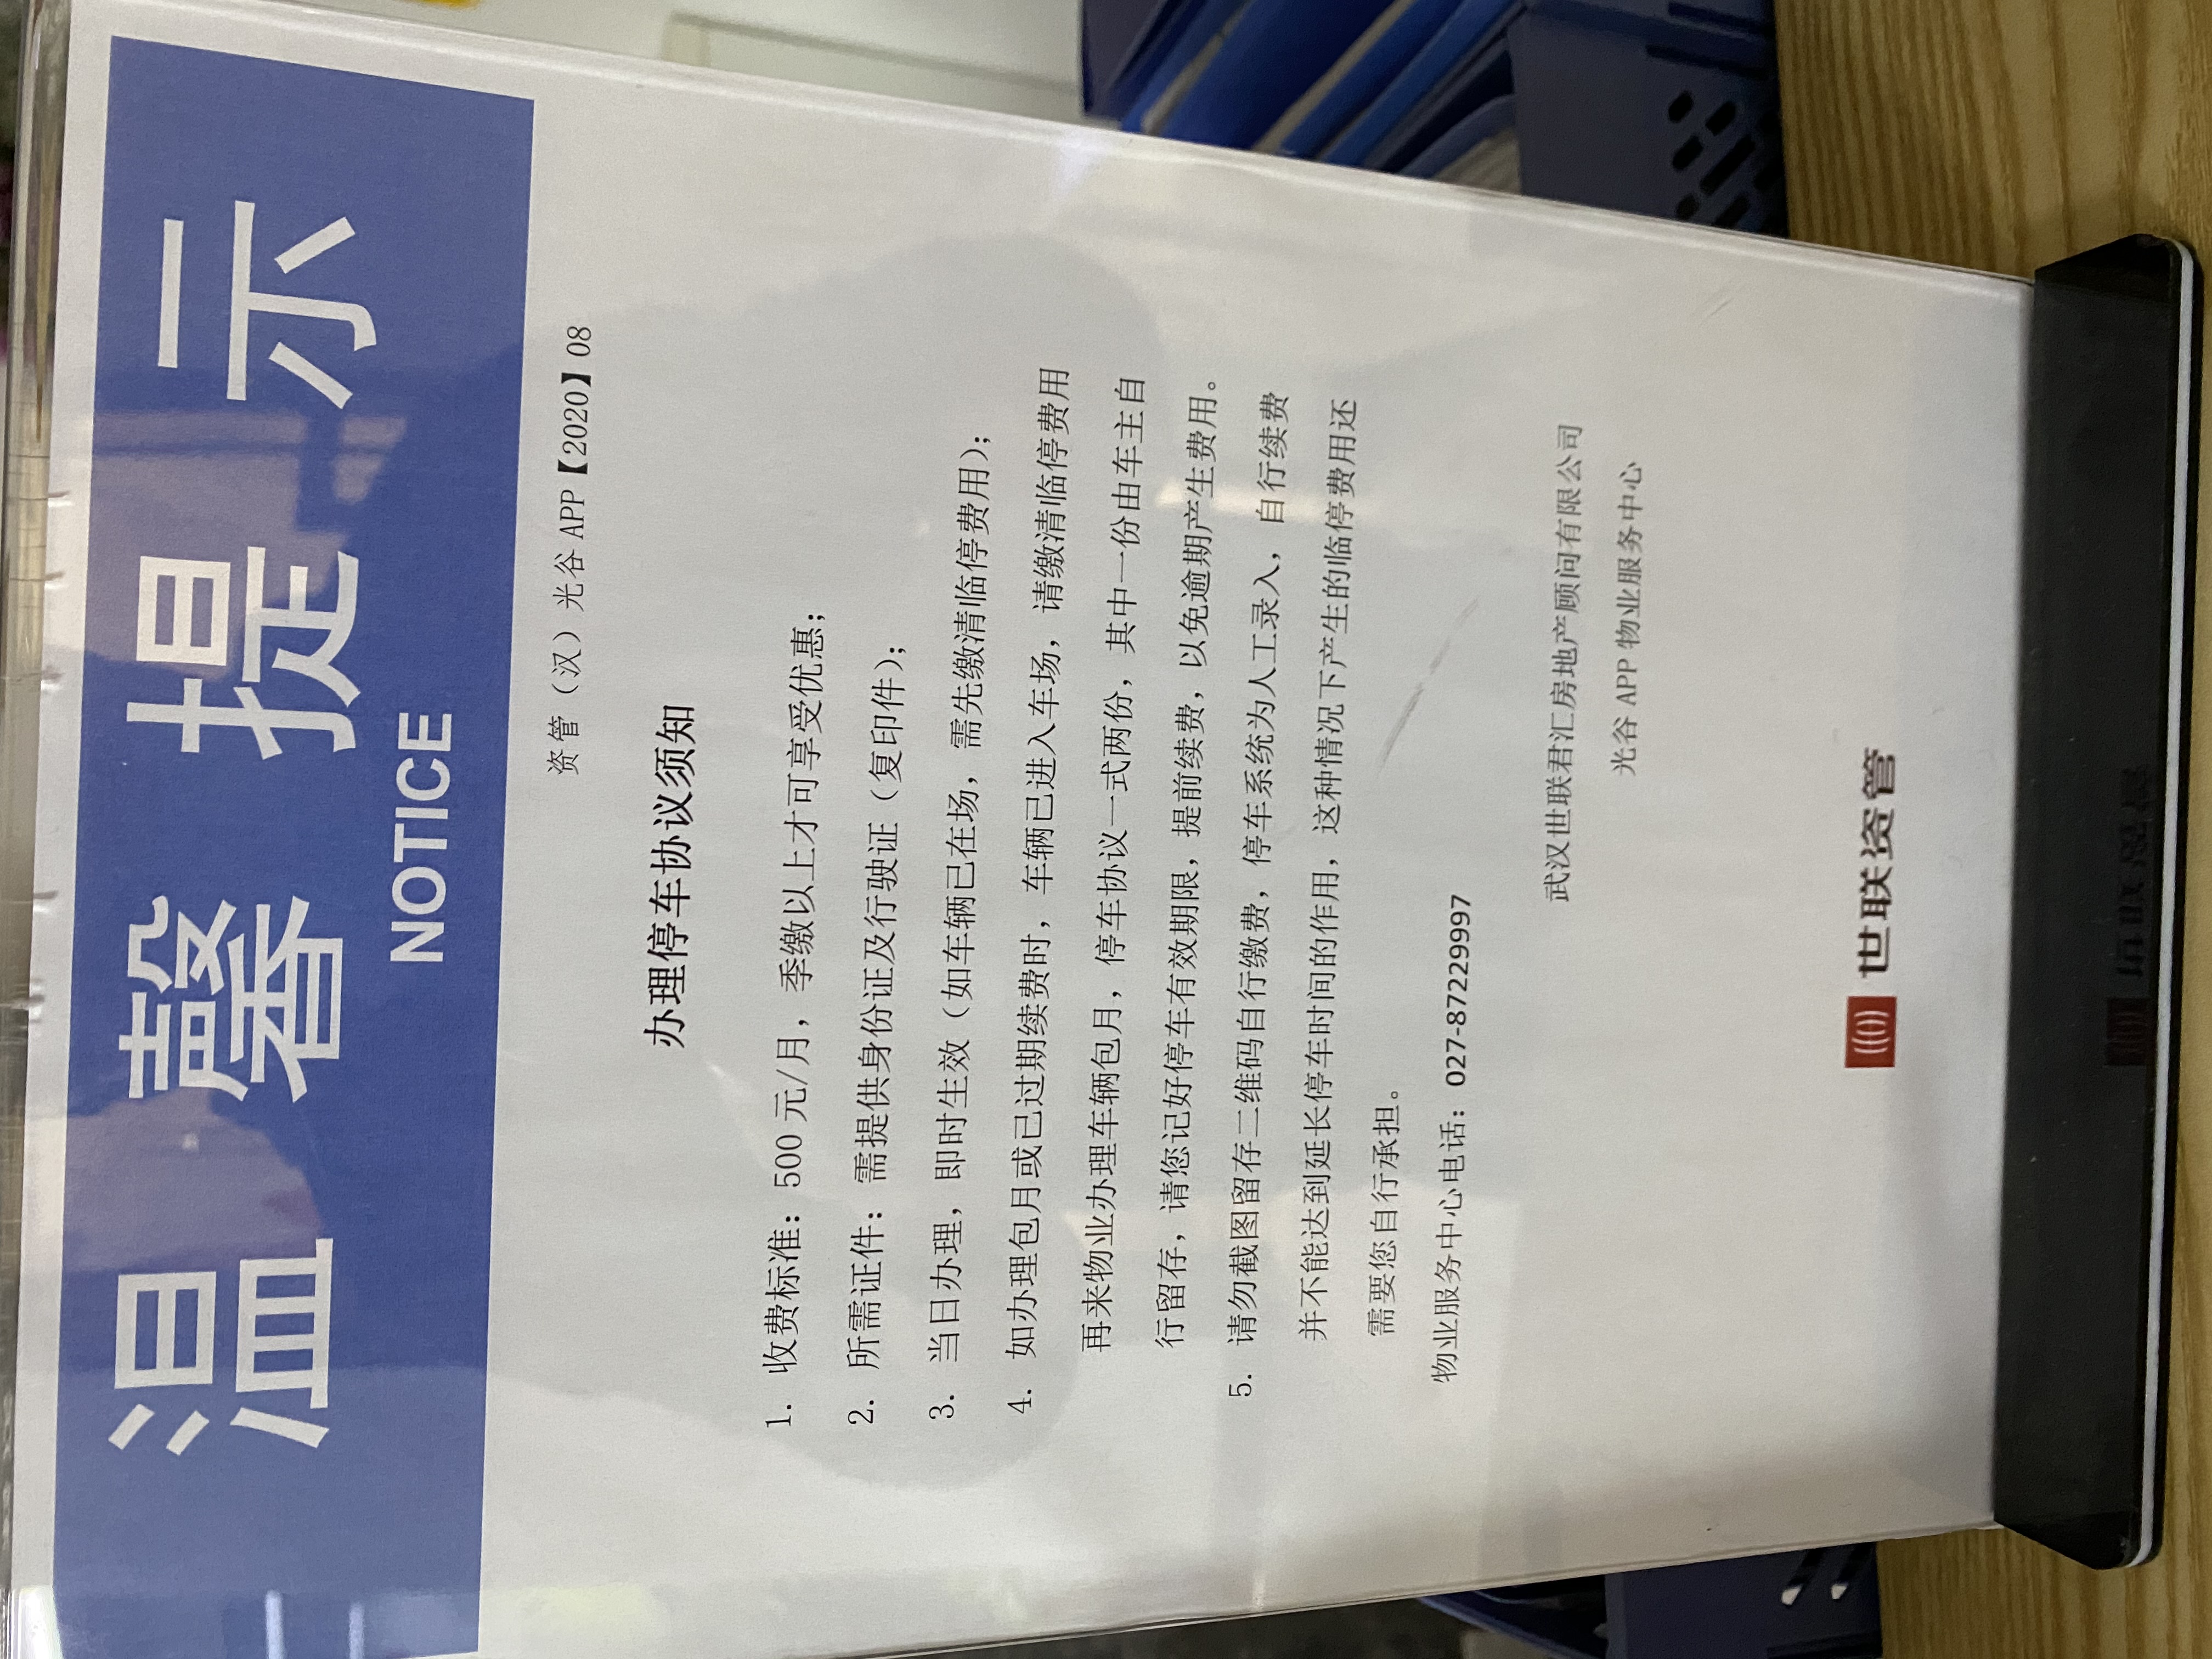 温馨提示
NOTICE
资管（汉）光谷 APP【2020】08
办理停车协议须知
1. 收费标准：500 元/月，季缴以上才可享受优惠；
2. 所需证件：需提供身份证及行驶证（复印件）；
3. 当日办理，即时生效（如车辆已在场，需先缴清临停费用）；
4. 如办理包月或已过期续费时，车辆已进入车场，请缴清临停费用
再来物业办理车辆包月，停车协议一式两份，其中一份由车主自
行留存，请您记好停车有效期限，提前续费，以免逾期产生费用。
5. 请勿截图留存二维码自行缴费，停车系统为人工录入，自行续费
并不能达到延长停车时间的作用，这种情况下产生的临停费用还
需要您自行承担。
物业服务中心电话：027-87229997
武汉世联君汇房地产顾问有限公司
光谷 APP 物业服务中心
世联资管